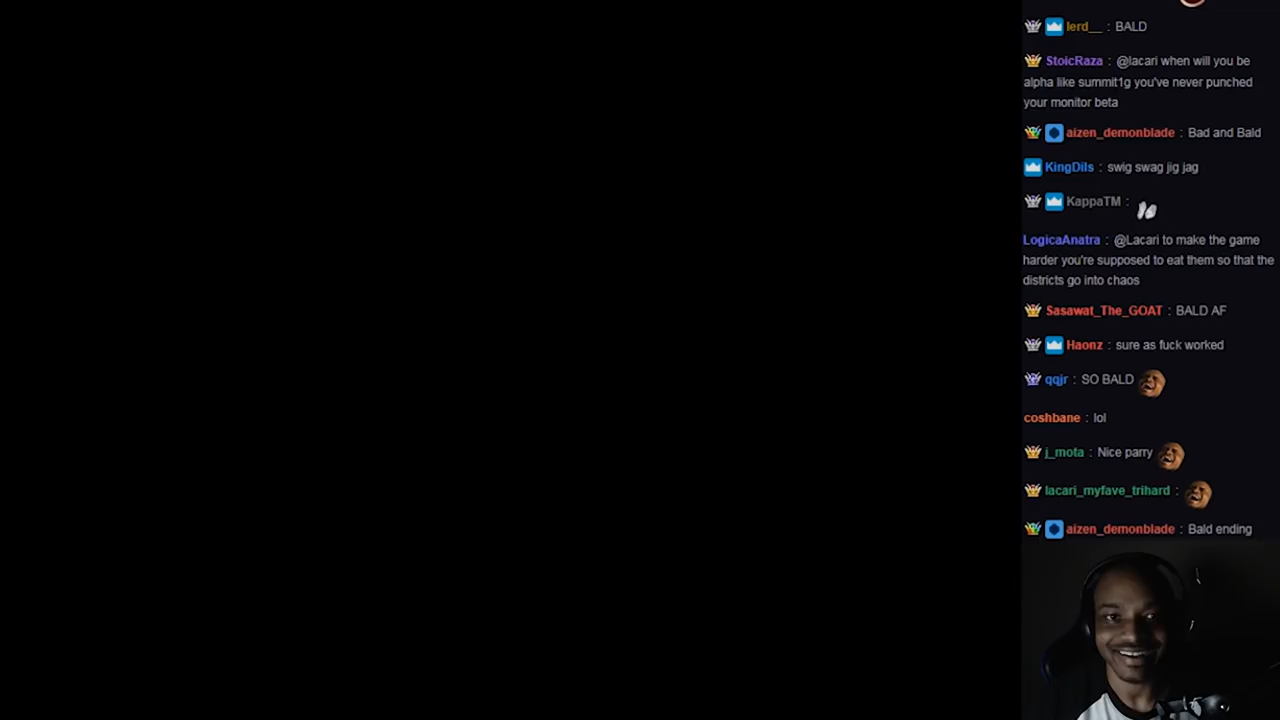 lerd__ : BALD
StoicRaza : @lacari when will you be
alpha like summit1g you've never punched
your monitor beta
aizen_demonblade : Bad and Bald
KingDils : swig swag jig jag
KappaTM :
LogicaAnatra : @Lacari to make the game
harder you're supposed to eat them so that the
districts go into chaos
Sasawat_The_GOAT : BALD AF
Haonz : sure as fuck worked
qqjr : SO BALD
coshbane : lol
j_mota : Nice parry
lacari_myfave_trihard :
aizen_demonblade : Bald ending